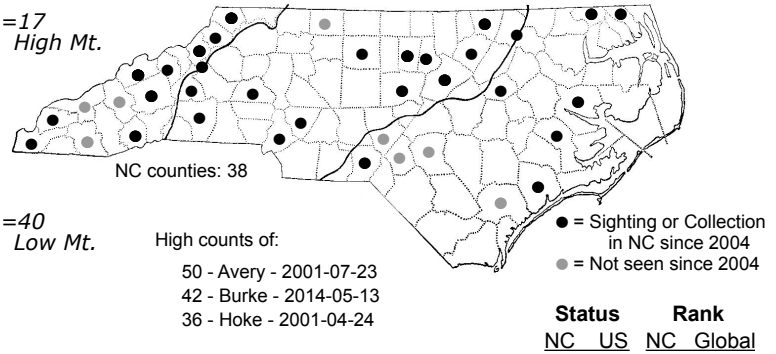 =17
High Mt.
NC counties: 38
=40
Low Mt.
High counts of:
50 - Avery - 2001-07-23
42 - Burke - 2014-05-13
36 - Hoke - 2001-04-24
= Sighting or Collection
in NC since 2004
= Not seen since 2004
Status Rank
NC US NC Global